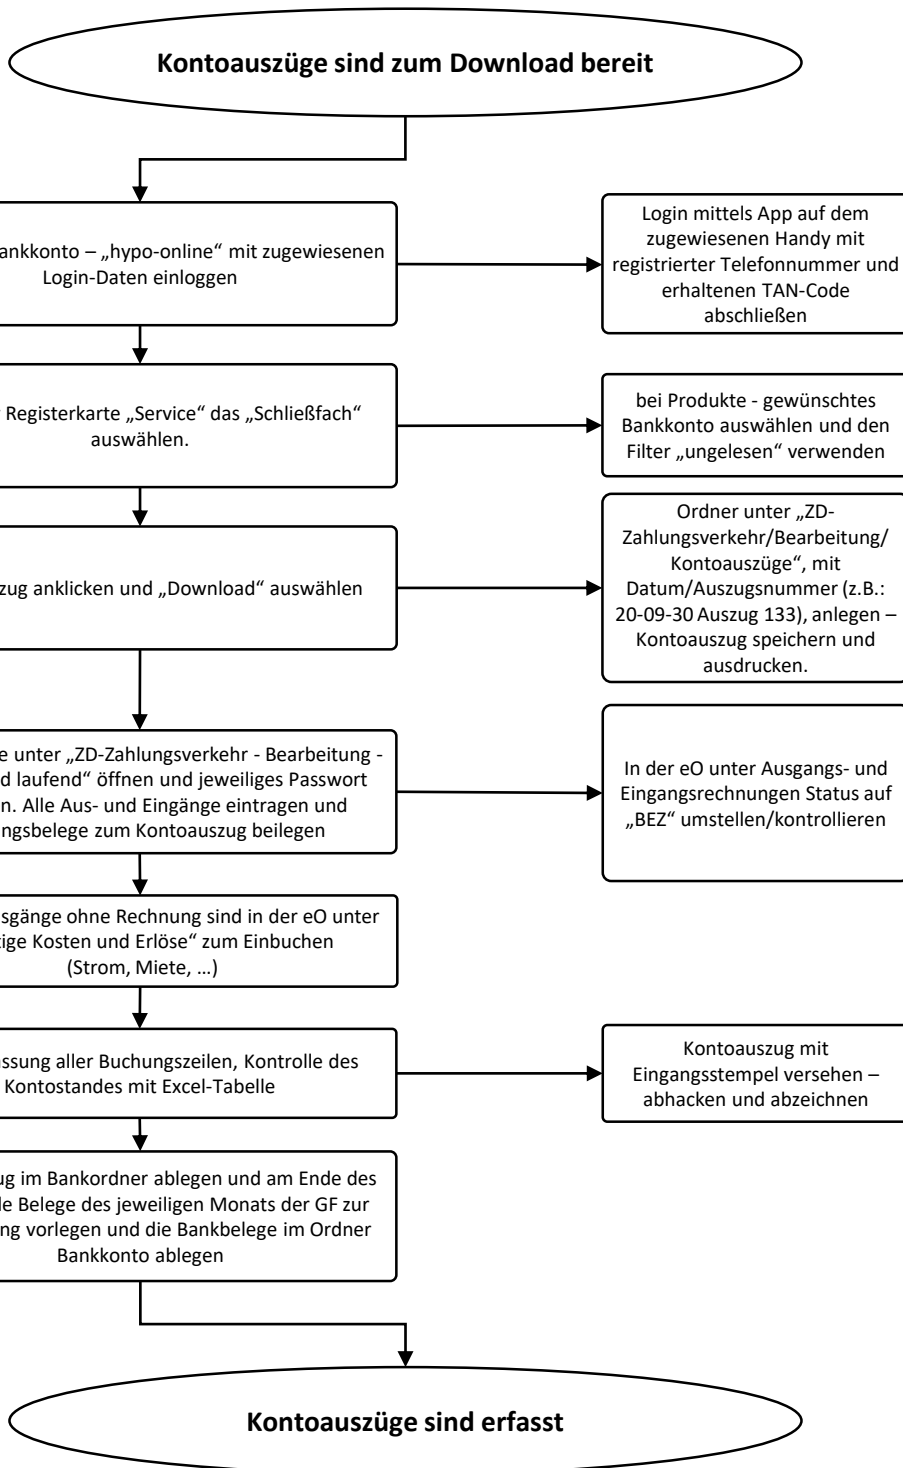 Kontoauszüge sind zum Download bereit
ankkonto – „hypo-online“ mit zugewiesenen
Login-Daten einloggen
Login mittels App auf dem
zugewiesenen Handy mit
registrierter Telefonnummer und
erhaltenen TAN-Code
abschließen
Registerkarte „Service“ das „Schließfach“
auswählen.
bei Produkte - gewünschtes
Bankkonto auswählen und den
Filter „ungelesen“ verwenden
zug anklicken und „Download“ auswählen
Ordner unter „ZD-
Zahlungsverkehr/Bearbeitung/
Kontoauszüge“, mit
Datum/Auszugsnummer (z.B.:
20-09-30 Auszug 133), anlegen –
Kontoauszug speichern und
ausdrucken.
e unter „ZD-Zahlungsverkehr - Bearbeitung -
d laufend“ öffnen und jeweiliges Passwort
n. Alle Aus- und Eingänge eintragen und
ngsbelege zum Kontoauszug beilegen
In der eO unter Ausgangs- und
Eingangsrechnungen Status auf
„BEZ“ umstellen/kontrollieren
sgänge ohne Rechnung sind in der eO unter
tige Kosten und Erlöse“ zum Einbuchen
(Strom, Miete, …)
ssung aller Buchungszeilen, Kontrolle des
Kontostandes mit Excel-Tabelle
Kontoauszug mit
Eingangsstempel versehen –
abhacken und abzeichnen
ug im Bankordner ablegen und am Ende des
le Belege des jeweiligen Monats der GF zur
ng vorlegen und die Bankbelege im Ordner
Bankkonto ablegen
Kontoauszüge sind erfasst